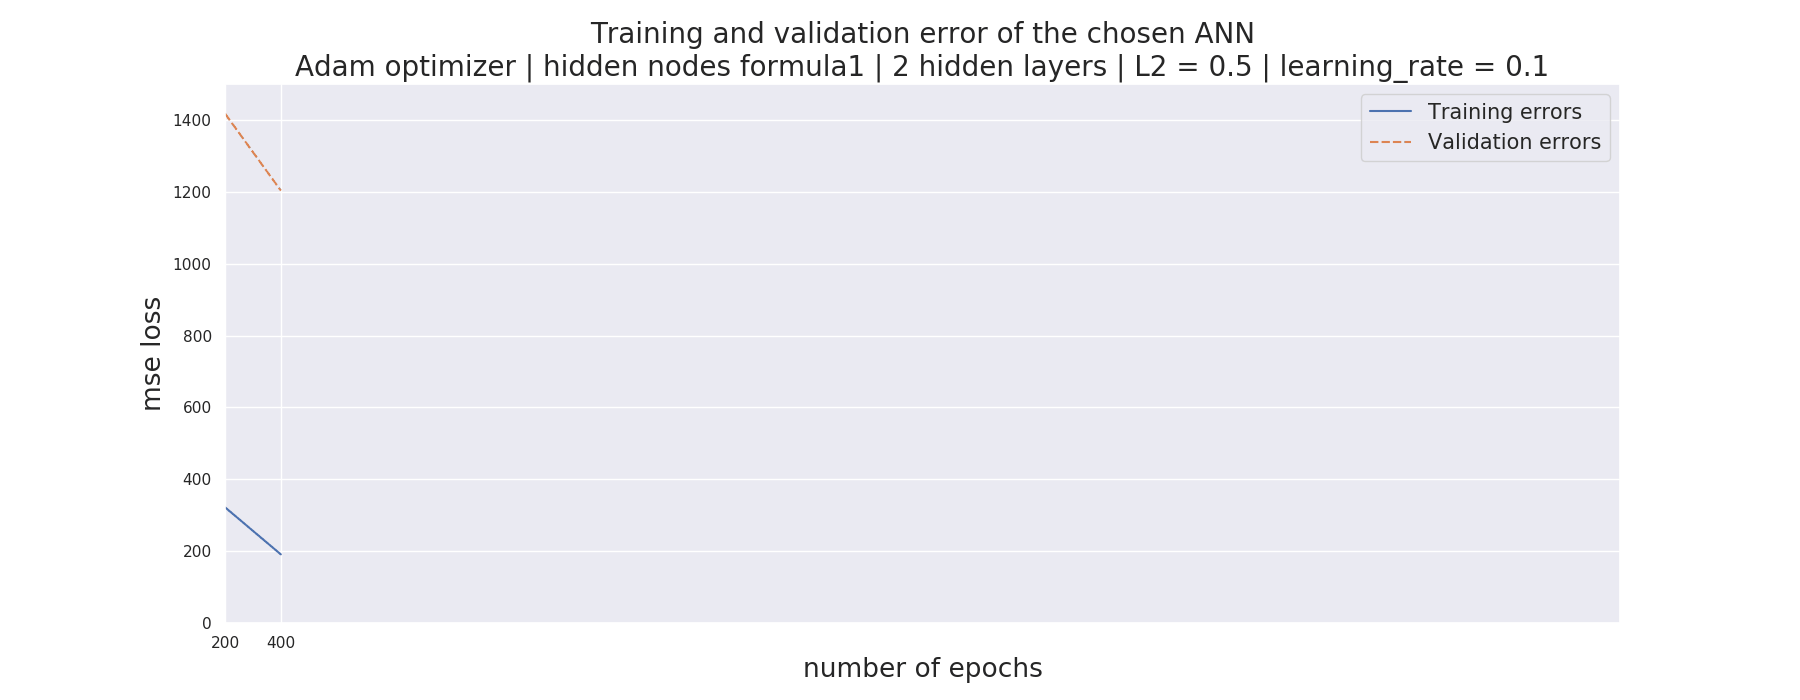 Training and validation error of the chosen ANN
Adam optimizer | hidden nodes formula1 | 2 hidden layers | L2 = 0.5 | learning_rate = 0.1
Training errors
Validation errors
1400
1200
1000
800
600
400
200
0
mse loss
200 400
number of epochs